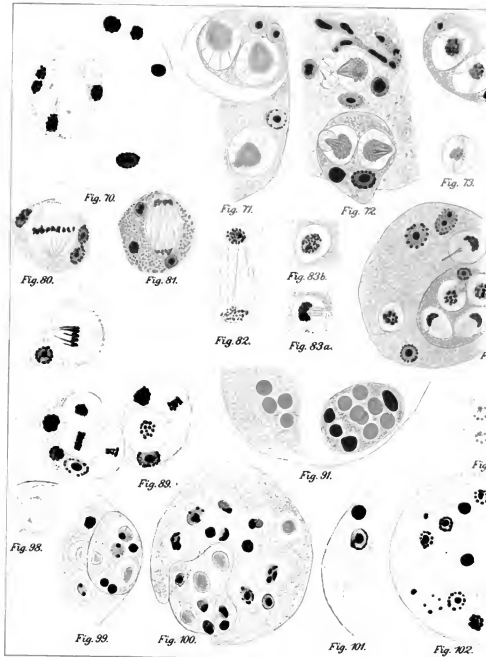 Fig. 70.
Fig. 71.
Fig. 72.
Fig. 73.
Fig. 80.
Fig. 81.
Fig. 82.
Fig. 83b.
Fig. 83a.
Fig. 89.
Fig. 91.
Fig. 98.
Fig. 99.
Fig. 100.
Fig. 101.
Fig. 102.